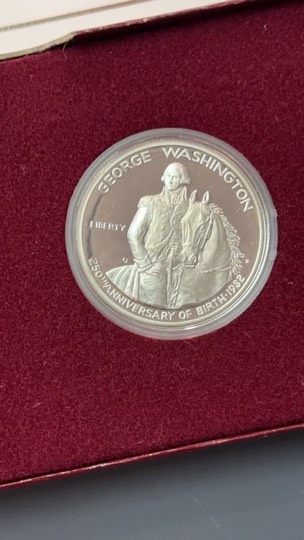 GEORGE WASHINGTON
LIBERTY
250TH ANNIVERSARY OF BIRTH·1982